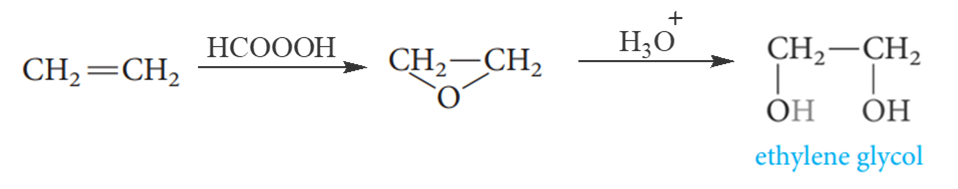 CH₂=CH₂ HCOOOH CH₂—CH₂ H₃O⁺ CH₂—CH₂
O OH OH
ethylene glycol